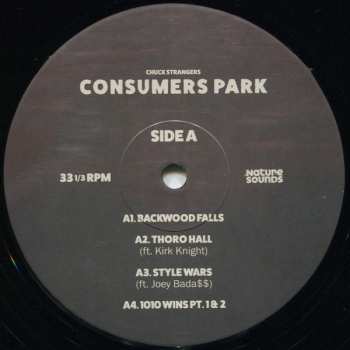 CHUCK STRANGERS
CONSUMERS PARK
SIDE A
33 1/3 RPM
Nature
SOUNDS
A1. BACKWOOD FALLS
A2. THORO HALL
(ft. Kirk Knight)
A3. STYLE WARS
(ft. Joey Bada$$)
A4. 1010 WINS PT. 1 & 2